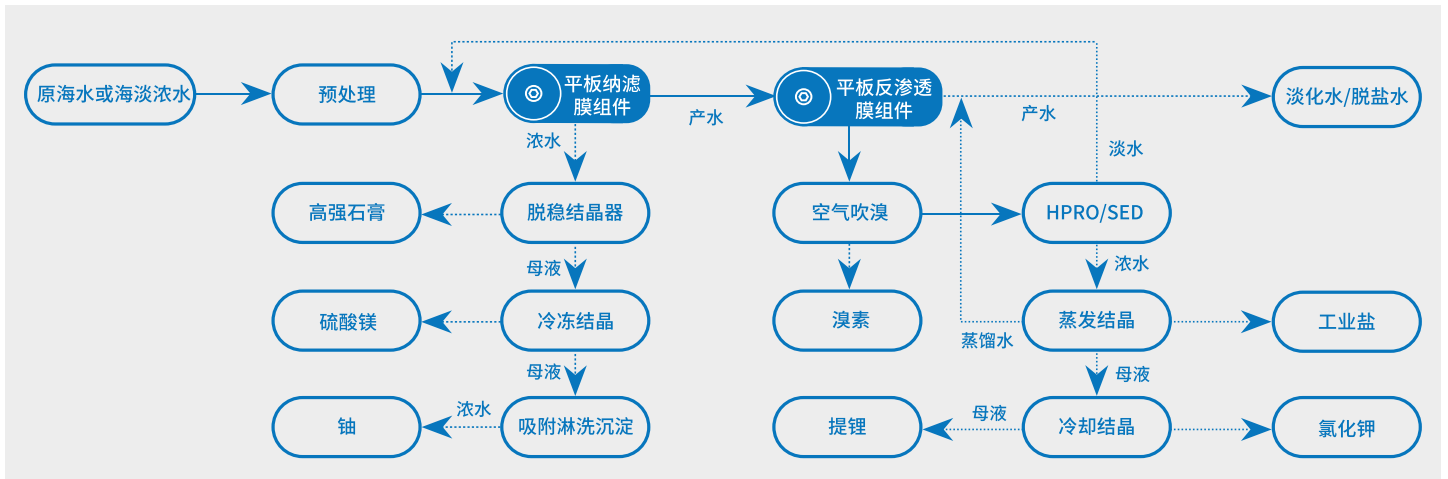 原海水或海淡浓水
预处理
平板纳滤
膜组件
产水
平板反渗透
膜组件
产水
淡化水/脱盐水
浓水
淡水
高强石膏
脱稳结晶器
空气吹溴
HPRO/SED
母液
浓水
硫酸镁
冷冻结晶
溴素
蒸馏水
蒸发结晶
工业盐
母液
母液
铀
浓水
吸附淋洗沉淀
提锂
母液
冷却结晶
氯化钾